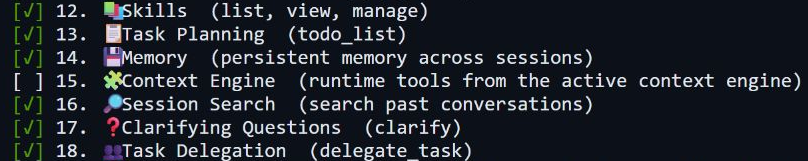 [✓] 12. 📚Skills (list, view, manage)
[✓] 13. 📋Task Planning (todo_list)
[✓] 14. 💾Memory (persistent memory across sessions)
[ ] 15. 🧩Context Engine (runtime tools from the active context engine)
[✓] 16. 🔎Session Search (search past conversations)
[✓] 17. ❓Clarifying Questions (clarify)
[✓] 18. 👥Task Delegation (delegate_task)